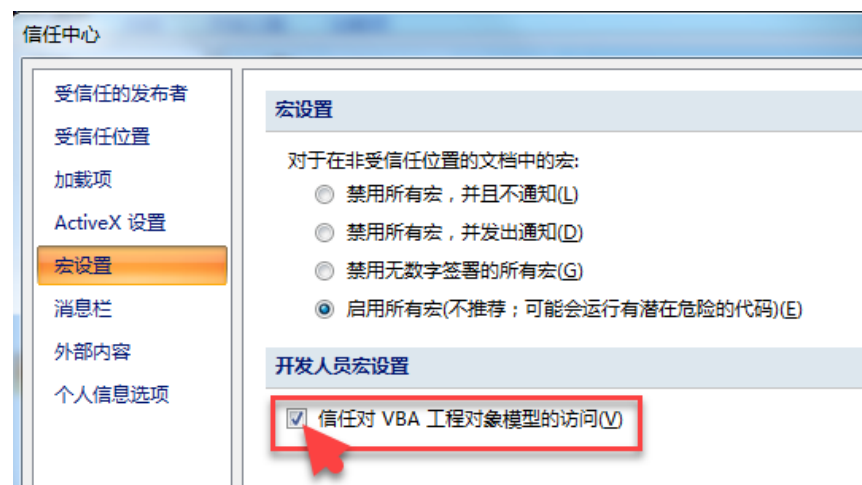 信任中心
受信任的发布者
受信任位置
加载项
ActiveX 设置
宏设置
消息栏
外部内容
个人信息选项
宏设置
对于在非受信任位置的文档中的宏:
禁用所有宏，并且不通知(L)
禁用所有宏，并发出通知(D)
禁用无数字签署的所有宏(G)
启用所有宏(不推荐；可能会运行有潜在危险的代码)(E)
开发人员宏设置
信任对 VBA 工程对象模型的访问(V)